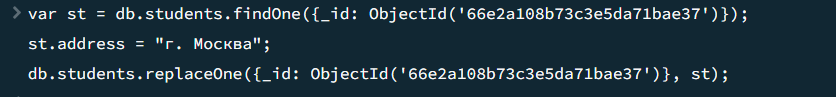 > var st = db.students.findOne({_id: ObjectId('66e2a108b73c3e5da71bae37')});
st.address = "г. Москва";
db.students.replaceOne({_id: ObjectId('66e2a108b73c3e5da71bae37')}, st);